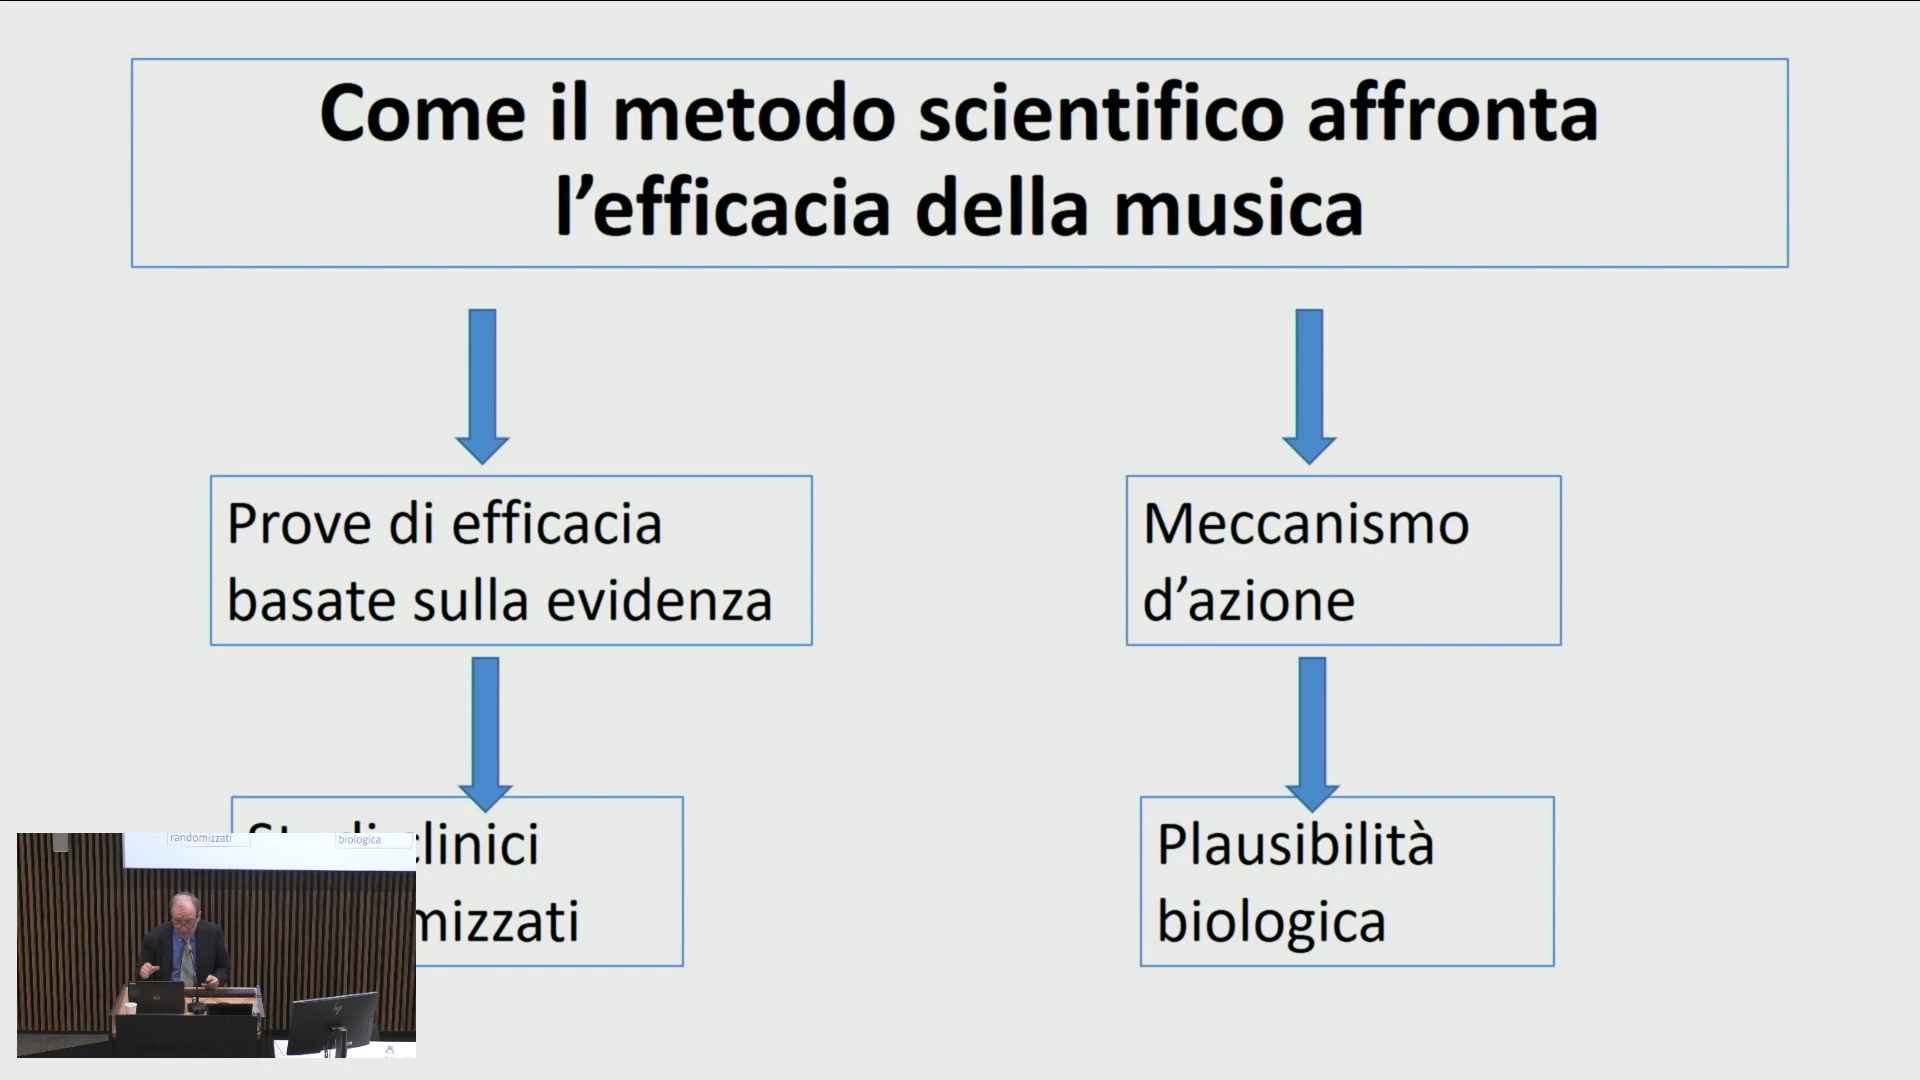 Come il metodo scientifico affronta
l’efficacia della musica
Prove di efficacia
basate sulla evidenza
Meccanismo
d’azione
Studi clinici
mizzati
Plausibilità
biologica
randomizzati
biologica